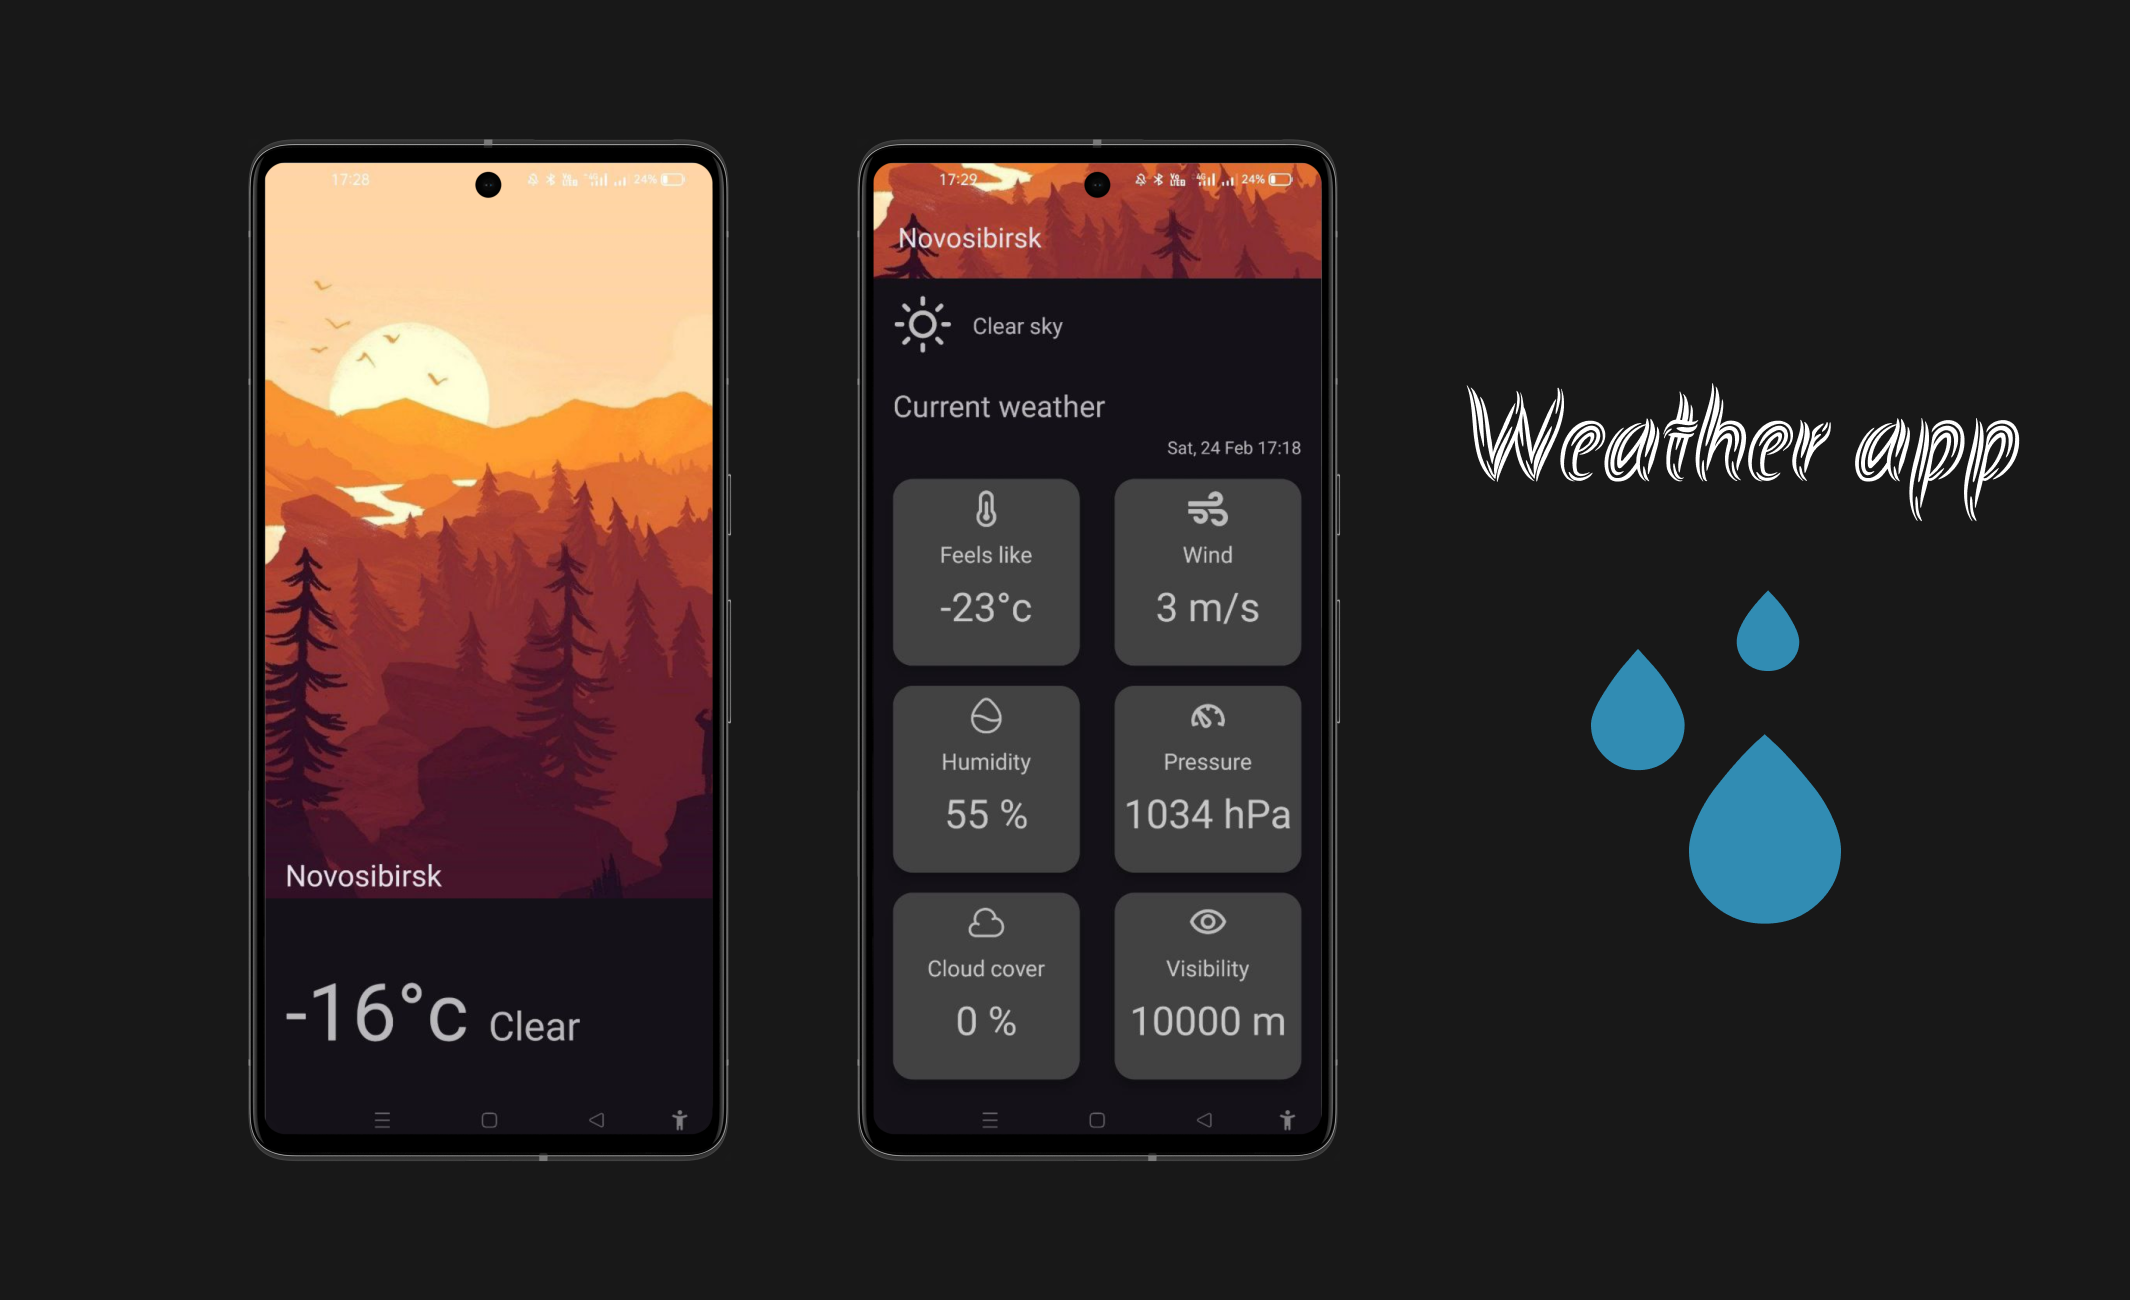 17:28
24%
Novosibirsk
-16°c Clear
17:29
4G
24%
Novosibirsk
Clear sky
Current weather
Sat, 24 Feb 17:18
Feels like
-23°c
Wind
3 m/s
Humidity
55 %
Pressure
1034 hPa
Cloud cover
0 %
Visibility
10000 m
Weather app